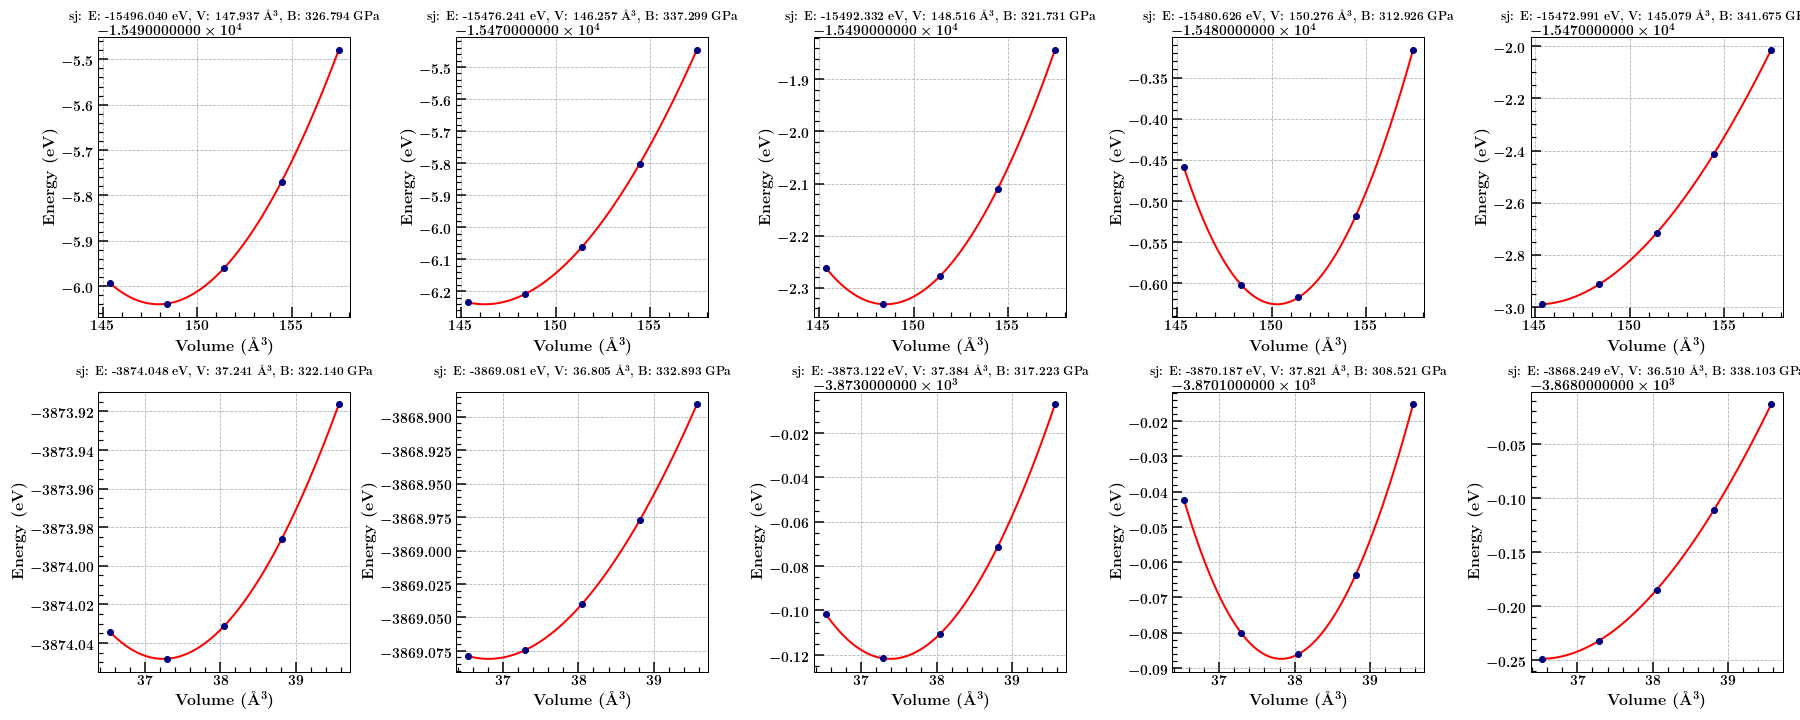 sj: E: -15496.040 eV, V: 147.937 Å³, B: 326.794 GPa
−1.5490000000 × 10⁴
−5.5
−5.6
−5.7
−5.8
−5.9
−6.0
Energy (eV)
145 150 155
Volume (Å³)
sj: E: -15476.241 eV, V: 146.257 Å³, B: 337.299 GPa
−1.5470000000 × 10⁴
−5.5
−5.6
−5.7
−5.8
−5.9
−6.0
−6.1
−6.2
Energy (eV)
145 150 155
Volume (Å³)
sj: E: -15492.332 eV, V: 148.516 Å³, B: 321.731 GPa
−1.5490000000 × 10⁴
−1.9
−2.0
−2.1
−2.2
−2.3
Energy (eV)
145 150 155
Volume (Å³)
sj: E: -15480.626 eV, V: 150.276 Å³, B: 312.926 GPa
−1.5480000000 × 10⁴
−0.35
−0.40
−0.45
−0.50
−0.55
−0.60
Energy (eV)
145 150 155
Volume (Å³)
sj: E: -15472.991 eV, V: 145.079 Å³, B: 341.675 GP
−1.5470000000 × 10⁴
−2.0
−2.2
−2.4
−2.6
−2.8
−3.0
Energy (eV)
145 150 155
Volume (Å³)
sj: E: -3874.048 eV, V: 37.241 Å³, B: 322.140 GPa
−3873.92
−3873.94
−3873.96
−3873.98
−3874.00
−3874.02
−3874.04
Energy (eV)
37 38 39
Volume (Å³)
sj: E: -3869.081 eV, V: 36.805 Å³, B: 332.893 GPa
−3868.900
−3868.925
−3868.950
−3868.975
−3869.000
−3869.025
−3869.050
−3869.075
Energy (eV)
37 38 39
Volume (Å³)
sj: E: -3873.122 eV, V: 37.384 Å³, B: 317.223 GPa
−3.8730000000 × 10³
−0.02
−0.04
−0.06
−0.08
−0.10
−0.12
Energy (eV)
37 38 39
Volume (Å³)
sj: E: -3870.187 eV, V: 37.821 Å³, B: 308.521 GPa
−3.8701000000 × 10³
−0.02
−0.03
−0.04
−0.05
−0.06
−0.07
−0.08
−0.09
Energy (eV)
37 38 39
Volume (Å³)
sj: E: -3868.249 eV, V: 36.510 Å³, B: 338.103 GPa
−3.8680000000 × 10³
−0.05
−0.10
−0.15
−0.20
−0.25
Energy (eV)
37 38 39
Volume (Å³)